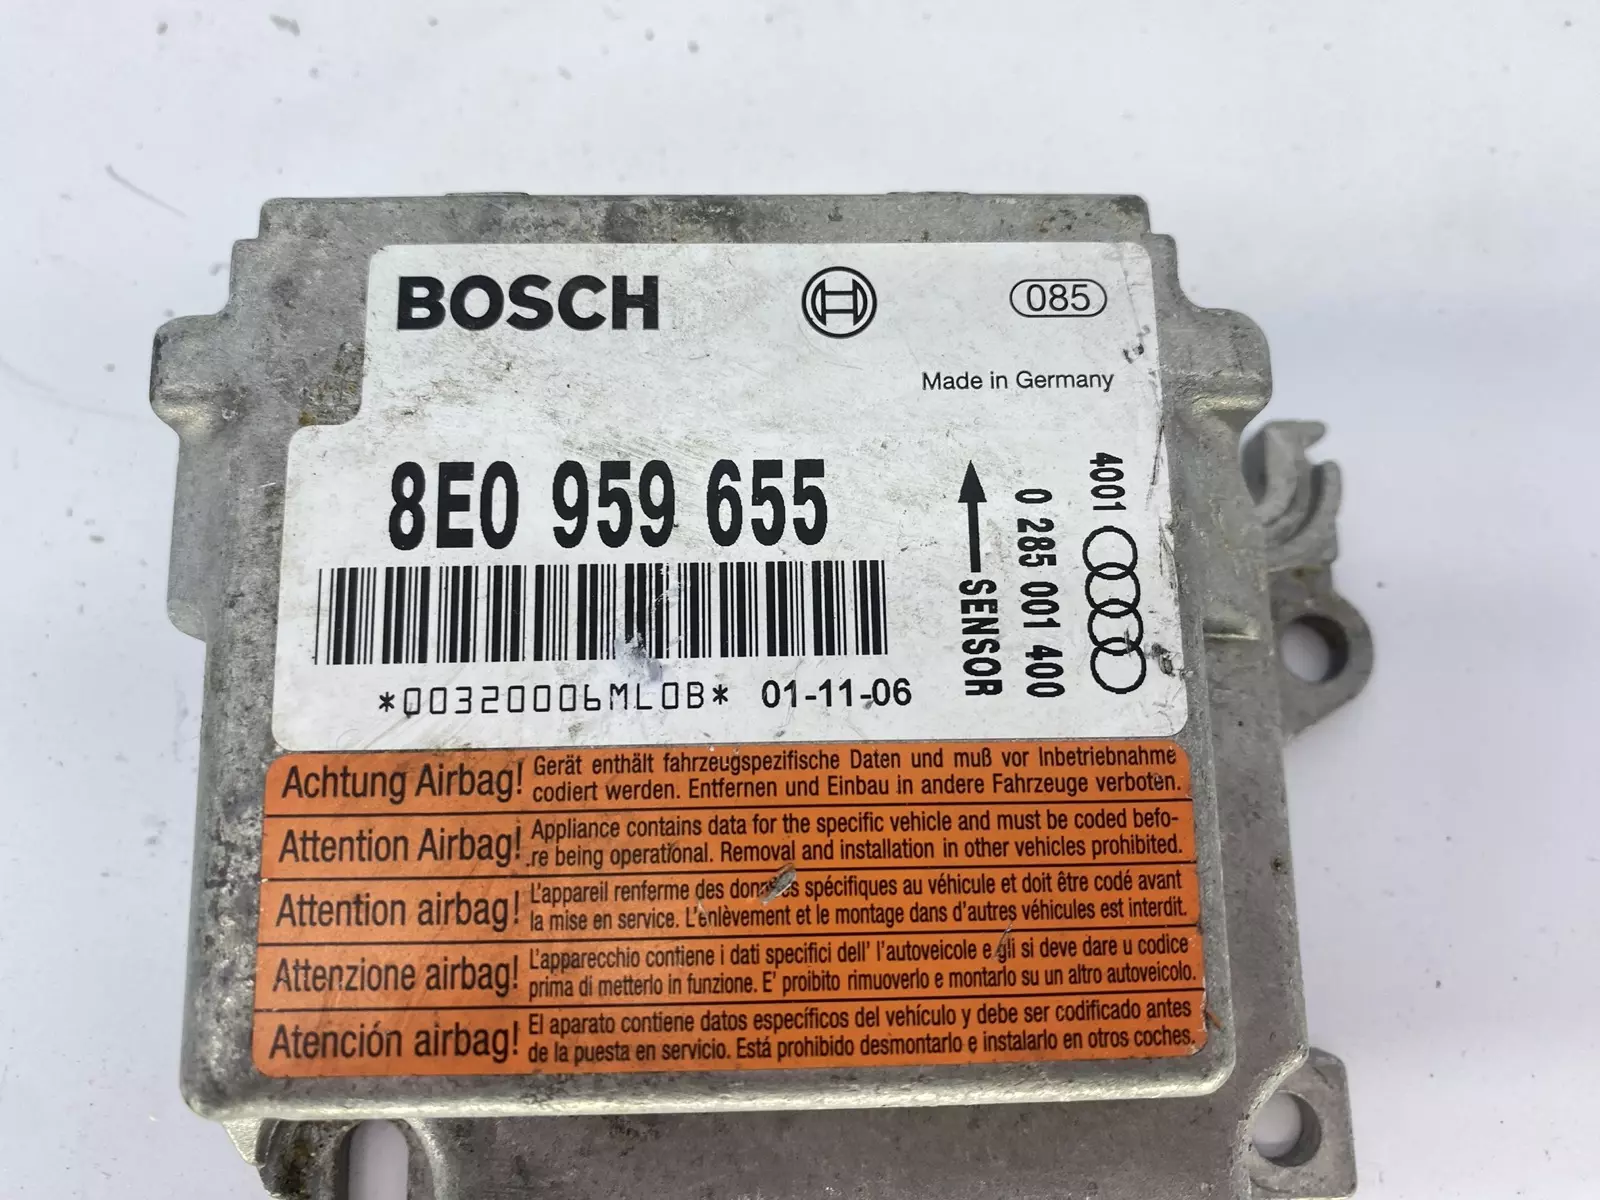 BOSCH
085
Made in Germany
8E0 959 655
SENSOR
0 285 001 400
4001
*00320006ML0B* 01-11-06
Achtung Airbag! Gerät enthält fahrzeugspezifische Daten und muß vor Inbetriebnahme
codiert werden. Entfernen und Einbau in andere Fahrzeuge verboten.
Attention Airbag! Appliance contains data for the specific vehicle and must be coded befo-
re being operational. Removal and installation in other vehicles prohibited.
Attention airbag! L'appareil renferme des données spécifiques au véhicule et doit être codé avant
la mise en service. L'enlèvement et le montage dans d'autres véhicules est interdit.
Attenzione airbag! L'apparecchio contiene i dati specifici dell' l'autoveicole e gli si deve dare u codice
prima di metterlo in funzione. E' proibito rimuoverlo e montarlo su un altro autoveicolo.
Atención airbag! El aparato contiene datos específicos del vehículo y debe ser codificado antes
de la puesta en servicio. Está prohibido desmontarlo e instalarlo en otros coches.